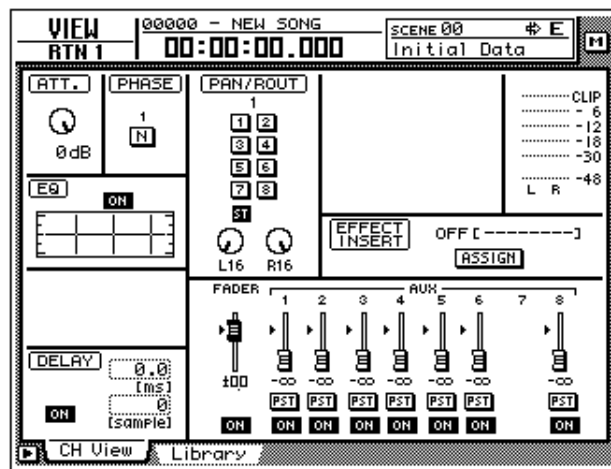 VIEW
RTN 1
00000 - NEW SONG
00:00:00.000
SCENE 00 E
Initial Data
M
ATT.
0dB
PHASE
1
N
PAN/ROUT
1
1 2
3 4
5 6
7 8
ST
L16 R16
CLIP
- 6
-12
-18
-30
-48
L R
EQ
ON
EFFECT INSERT
OFF [---------]
ASSIGN
FADER
AUX
1 2 3 4 5 6 7 8
±00 -∞ -∞ -∞ -∞ -∞ -∞ -∞
PST PST PST PST PST PST PST
ON ON ON ON ON ON ON ON
DELAY
0.0
[ms]
0
[sample]
ON
CH View
Library